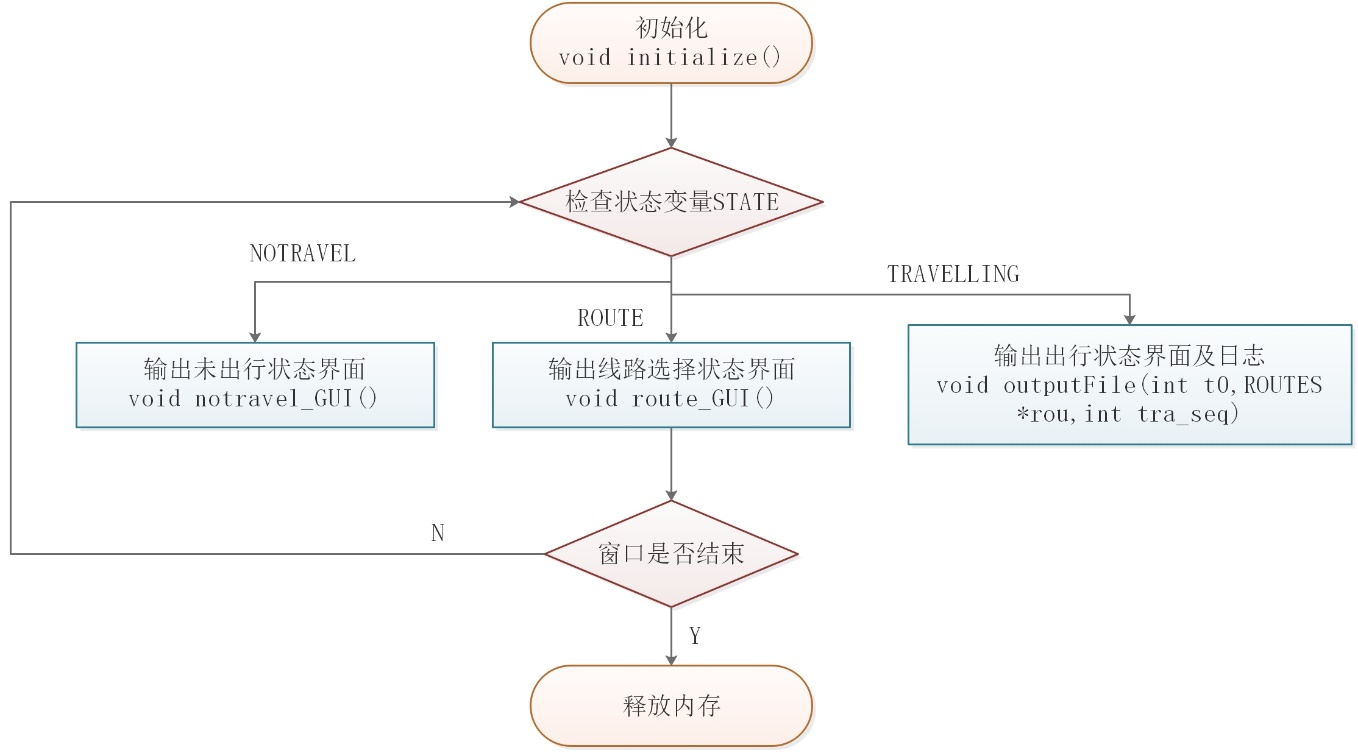 初始化
void initialize()
检查状态变量STATE
NOTRAVEL
TRAVELLING
ROUTE
输出未出行状态界面
void notravel_GUI()
输出线路选择状态界面
void route_GUI()
输出出行状态界面及日志
void outputFile(int t0,ROUTES
*rou,int tra_seq)
N
窗口是否结束
Y
释放内存